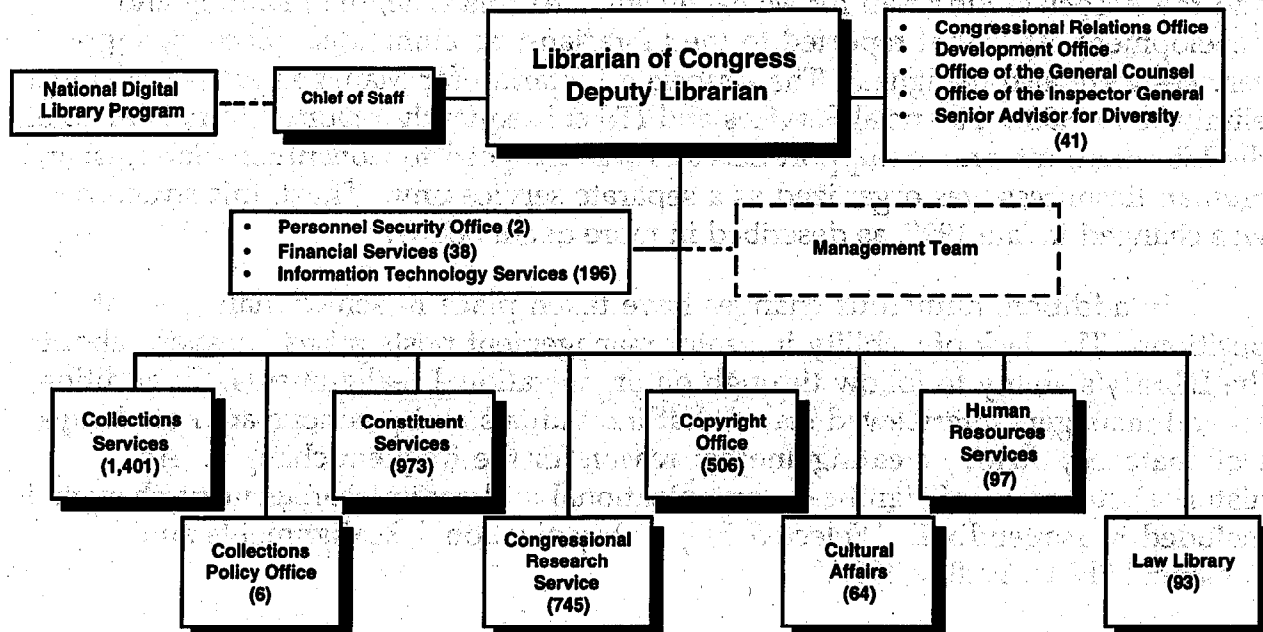 National Digital
Library Program
Chief of Staff
Librarian of Congress
Deputy Librarian
• Congressional Relations Office
• Development Office
• Office of the General Counsel
• Office of the Inspector General
• Senior Advisor for Diversity
(41)
• Personnel Security Office (2)
• Financial Services (38)
• Information Technology Services (196)
Management Team
Collections
Services
(1,401)
Constituent
Services
(973)
Copyright
Office
(506)
Human
Resources
Services
(97)
Collections
Policy Office
(6)
Congressional
Research
Service
(745)
Cultural
Affairs
(64)
Law Library
(93)